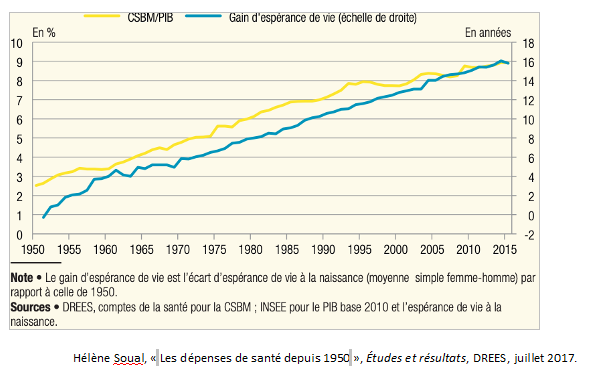 CSBM/PIB Gain d'espérance de vie (échelle de droite)
En % En années
10 18
9 16
8 14
7 12
6 10
5 8
4 6
3 4
2 2
1 0
0 -2
1950 1955 1960 1965 1970 1975 1980 1985 1990 1995 2000 2005 2010 2015
Note • Le gain d'espérance de vie est l'écart d'espérance de vie à la naissance (moyenne simple femme-homme) par
rapport à celle de 1950.
Sources • DREES, comptes de la santé pour la CSBM ; INSEE pour le PIB base 2010 et l'espérance de vie à la
naissance.
Hélène Soual, « Les dépenses de santé depuis 1950 », Études et résultats, DREES, juillet 2017.